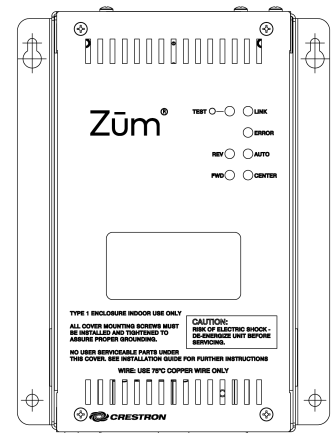 Zūm®
TEST LINK
ERROR
REV AUTO
FWD CENTER
TYPE 1 ENCLOSURE INDOOR USE ONLY
ALL COVER MOUNTING SCREWS MUST
BE INSTALLED AND TIGHTENED TO
ASSURE PROPER GROUNDING.
CAUTION:
RISK OF ELECTRIC SHOCK -
DE-ENERGIZE UNIT BEFORE
SERVICING.
NO USER SERVICEABLE PARTS UNDER
THIS COVER. SEE INSTALLATION GUIDE FOR FURTHER INSTRUCTIONS
WIRE: USE 75°C COPPER WIRE ONLY
CRESTRON